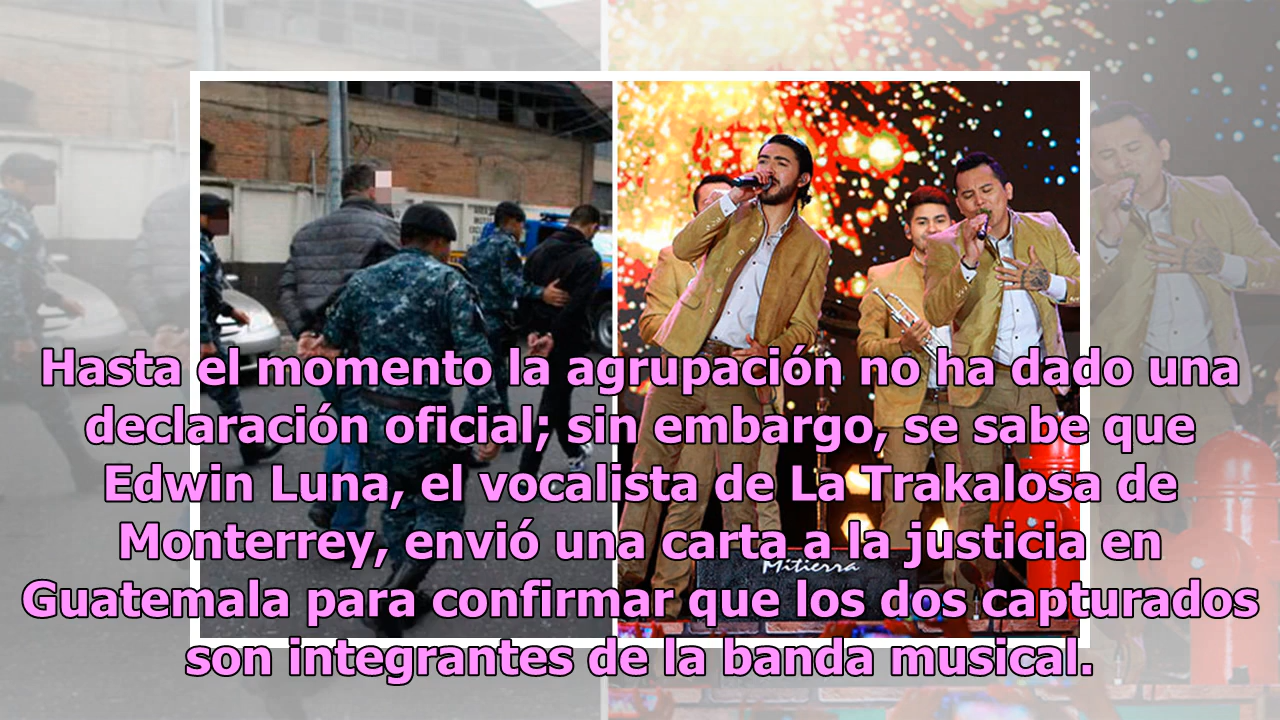 Hasta el momento la agrupación no ha dado una
declaración oficial; sin embargo, se sabe que
Edwin Luna, el vocalista de La Trakalosa de
Monterrey, envió una carta a la justicia en
Mitierra
Guatemala para confirmar que los dos capturados
son integrantes de la banda musical.